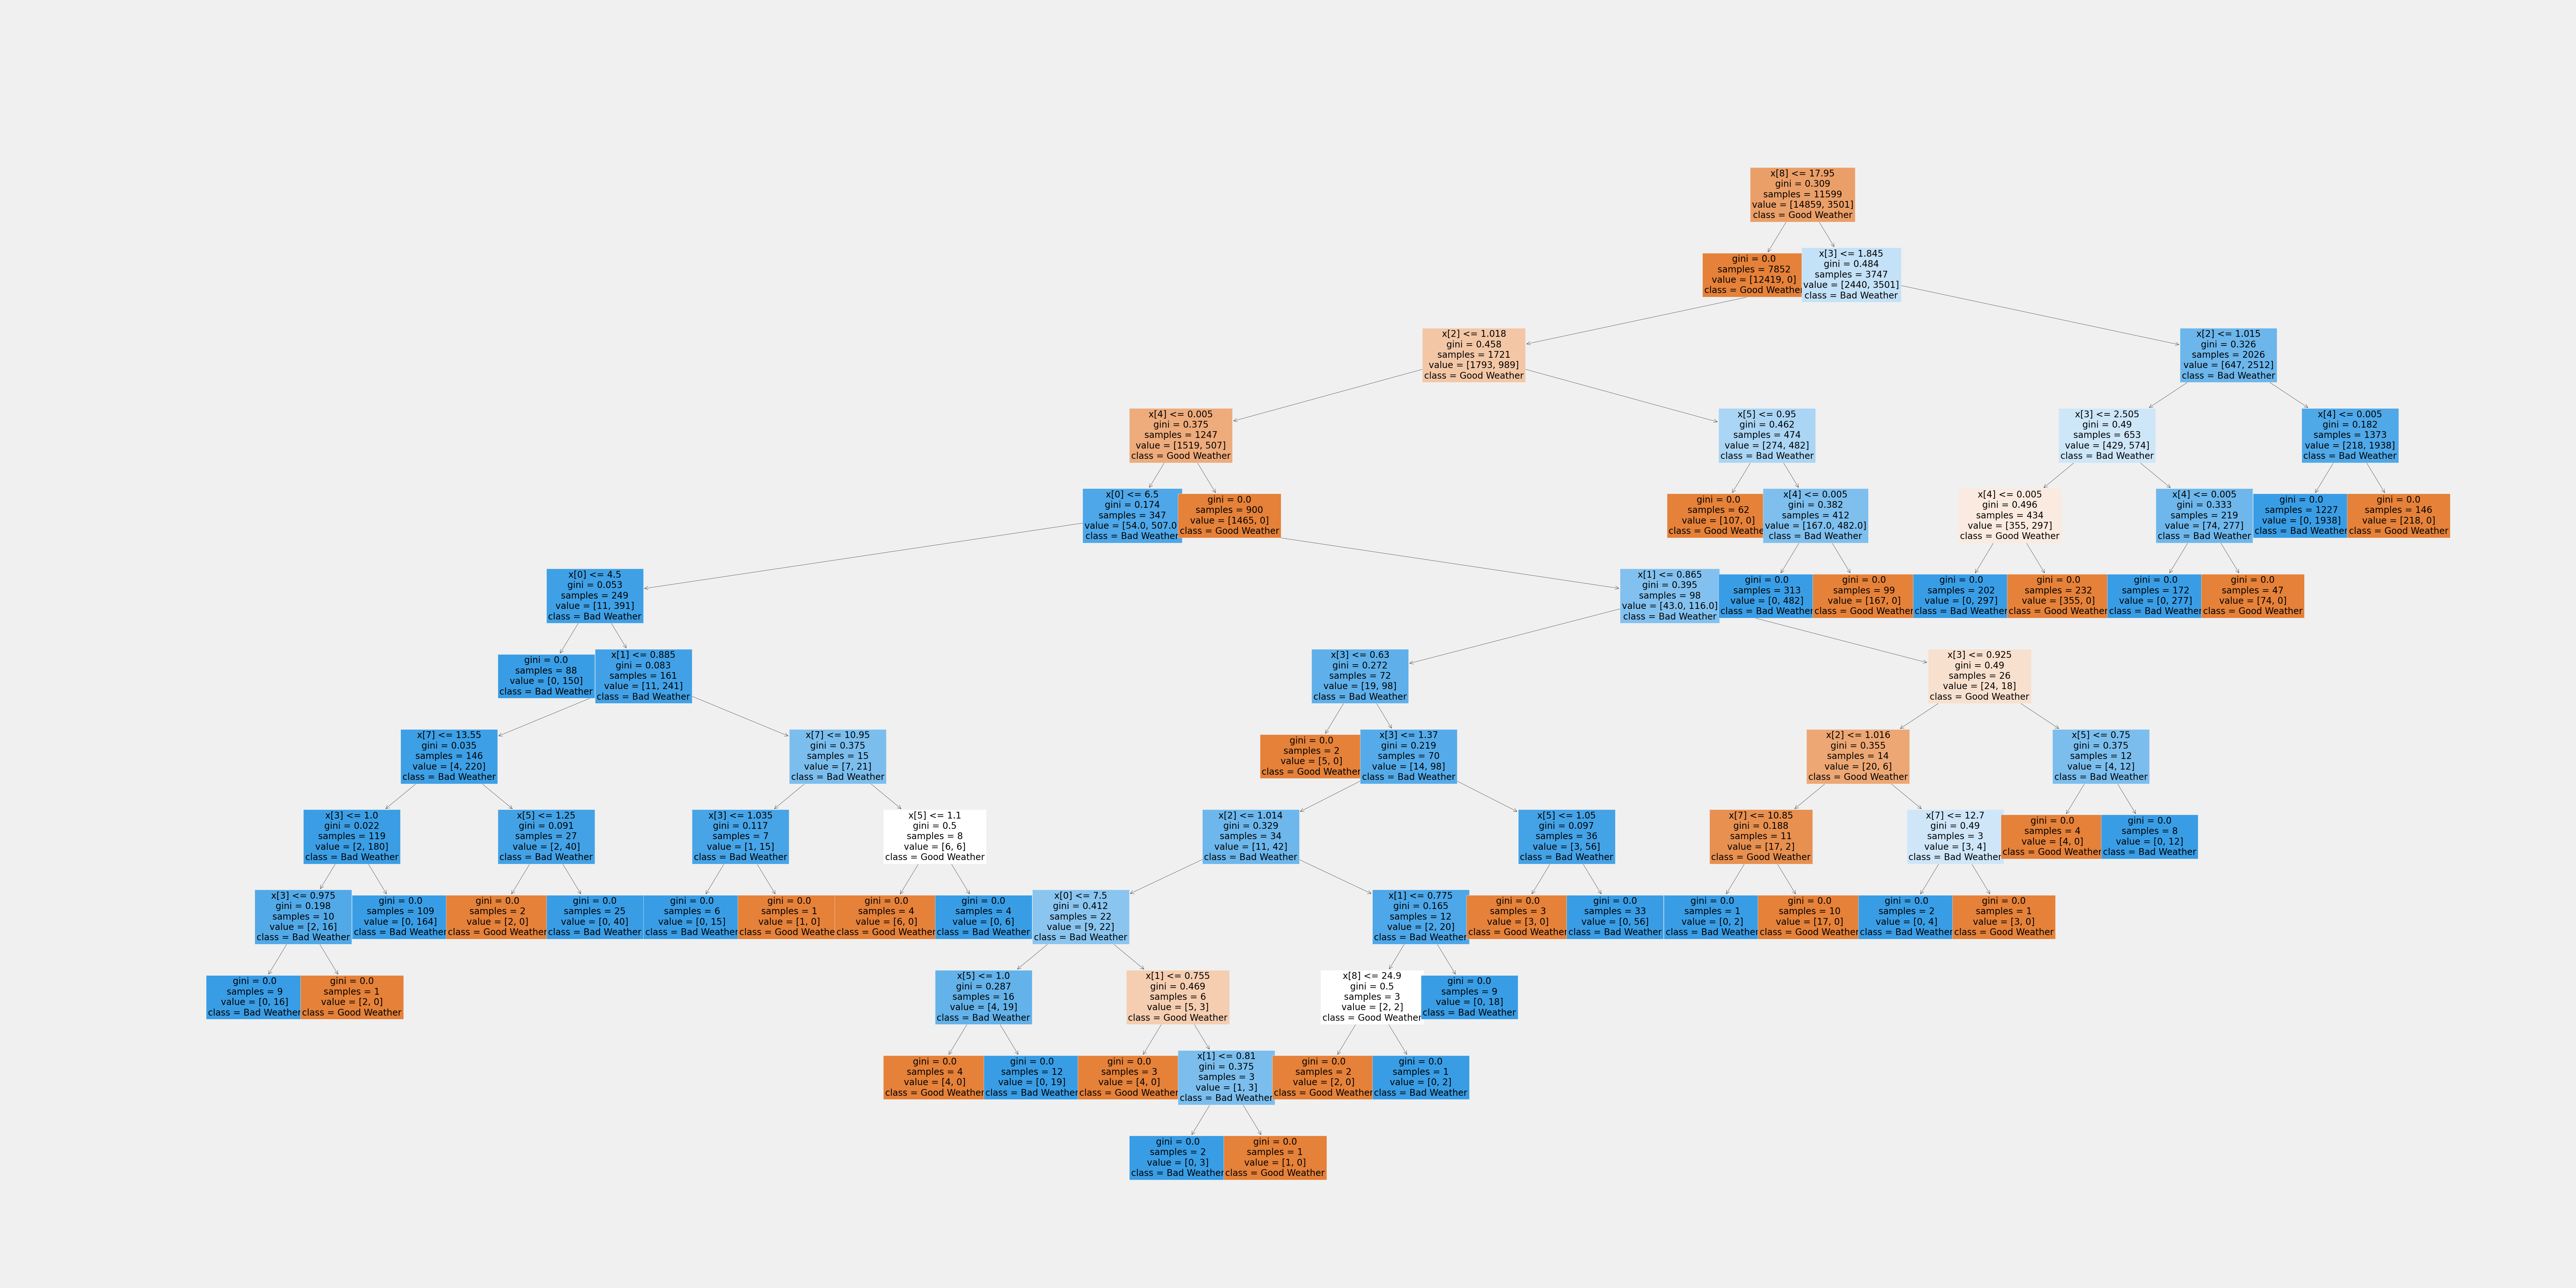 x[8] <= 17.95
gini = 0.309
samples = 11599
value = [14859, 3501]
class = Good Weather
gini = 0.0
samples = 7852
value = [12419, 0]
class = Good Weather
x[3] <= 1.845
gini = 0.484
samples = 3747
value = [2440, 3501]
class = Bad Weather
x[2] <= 1.018
gini = 0.458
samples = 1721
value = [1793, 989]
class = Good Weather
x[2] <= 1.015
gini = 0.326
samples = 2026
value = [647, 2512]
class = Bad Weather
x[4] <= 0.005
gini = 0.375
samples = 1247
value = [1519, 507]
class = Good Weather
x[5] <= 0.95
gini = 0.462
samples = 474
value = [274, 482]
class = Bad Weather
x[3] <= 2.505
gini = 0.49
samples = 653
value = [429, 574]
class = Bad Weather
x[4] <= 0.005
gini = 0.182
samples = 1373
value = [218, 1938]
class = Bad Weather
x[0] <= 6.5
gini = 0.174
samples = 347
value = [54.0, 507.0
class = Bad Weather
gini = 0.0
samples = 900
value = [1465, 0]
class = Good Weather
gini = 0.0
samples = 62
value = [107, 0]
class = Good Weather
x[4] <= 0.005
gini = 0.382
samples = 412
value = [167.0, 482.0]
class = Bad Weather
x[4] <= 0.005
gini = 0.496
samples = 434
value = [355, 297]
class = Good Weather
x[4] <= 0.005
gini = 0.333
samples = 219
value = [74, 277]
class = Bad Weather
gini = 0.0
samples = 1227
value = [0, 1938]
class = Bad Weather
gini = 0.0
samples = 146
value = [218, 0]
class = Good Weather
x[0] <= 4.5
gini = 0.053
samples = 249
value = [11, 391]
class = Bad Weather
x[1] <= 0.865
gini = 0.395
samples = 98
value = [43.0, 116.0]
class = Bad Weather
gini = 0.0
samples = 313
value = [0, 482]
class = Bad Weather
gini = 0.0
samples = 99
value = [167, 0]
class = Good Weather
gini = 0.0
samples = 202
value = [0, 297]
class = Bad Weather
gini = 0.0
samples = 232
value = [355, 0]
class = Good Weather
gini = 0.0
samples = 172
value = [0, 277]
class = Bad Weather
gini = 0.0
samples = 47
value = [74, 0]
class = Good Weather
gini = 0.0
samples = 88
value = [0, 150]
class = Bad Weather
x[1] <= 0.885
gini = 0.083
samples = 161
value = [11, 241]
class = Bad Weather
x[3] <= 0.63
gini = 0.272
samples = 72
value = [19, 98]
class = Bad Weather
x[3] <= 0.925
gini = 0.49
samples = 26
value = [24, 18]
class = Good Weather
x[7] <= 13.55
gini = 0.035
samples = 146
value = [4, 220]
class = Bad Weather
x[7] <= 10.95
gini = 0.375
samples = 15
value = [7, 21]
class = Bad Weather
gini = 0.0
samples = 2
value = [5, 0]
class = Good Weather
x[3] <= 1.37
gini = 0.219
samples = 70
value = [14, 98]
class = Bad Weather
x[2] <= 1.016
gini = 0.355
samples = 14
value = [20, 6]
class = Good Weather
x[5] <= 0.75
gini = 0.375
samples = 12
value = [4, 12]
class = Bad Weather
x[3] <= 1.0
gini = 0.022
samples = 119
value = [2, 180]
class = Bad Weather
x[5] <= 1.25
gini = 0.091
samples = 27
value = [2, 40]
class = Bad Weather
x[3] <= 1.035
gini = 0.117
samples = 7
value = [1, 15]
class = Bad Weather
x[5] <= 1.1
gini = 0.5
samples = 8
value = [6, 6]
class = Good Weather
x[2] <= 1.014
gini = 0.329
samples = 34
value = [11, 42]
class = Bad Weather
x[5] <= 1.05
gini = 0.097
samples = 36
value = [3, 56]
class = Bad Weather
x[7] <= 10.85
gini = 0.188
samples = 11
value = [17, 2]
class = Good Weather
x[7] <= 12.7
gini = 0.49
samples = 3
value = [3, 4]
class = Bad Weather
gini = 0.0
samples = 4
value = [4, 0]
class = Good Weather
gini = 0.0
samples = 8
value = [0, 12]
class = Bad Weather
x[3] <= 0.975
gini = 0.198
samples = 10
value = [2, 16]
class = Bad Weather
gini = 0.0
samples = 109
value = [0, 164]
class = Bad Weather
gini = 0.0
samples = 2
value = [2, 0]
class = Good Weather
gini = 0.0
samples = 25
value = [0, 40]
class = Bad Weather
gini = 0.0
samples = 6
value = [0, 15]
class = Bad Weather
gini = 0.0
samples = 1
value = [1, 0]
class = Good Weather
gini = 0.0
samples = 4
value = [6, 0]
class = Good Weather
gini = 0.0
samples = 4
value = [0, 6]
class = Bad Weather
x[0] <= 7.5
gini = 0.412
samples = 22
value = [9, 22]
class = Bad Weather
x[1] <= 0.775
gini = 0.165
samples = 12
value = [2, 20]
class = Bad Weather
gini = 0.0
samples = 3
value = [3, 0]
class = Good Weather
gini = 0.0
samples = 33
value = [0, 56]
class = Bad Weather
gini = 0.0
samples = 1
value = [0, 2]
class = Bad Weather
gini = 0.0
samples = 10
value = [17, 0]
class = Good Weather
gini = 0.0
samples = 2
value = [0, 4]
class = Bad Weather
gini = 0.0
samples = 1
value = [3, 0]
class = Good Weather
gini = 0.0
samples = 9
value = [0, 16]
class = Bad Weather
gini = 0.0
samples = 1
value = [2, 0]
class = Good Weather
x[5] <= 1.0
gini = 0.287
samples = 16
value = [4, 19]
class = Bad Weather
x[1] <= 0.755
gini = 0.469
samples = 6
value = [5, 3]
class = Good Weather
x[8] <= 24.9
gini = 0.5
samples = 3
value = [2, 2]
class = Good Weather
gini = 0.0
samples = 9
value = [0, 18]
class = Bad Weather
gini = 0.0
samples = 4
value = [4, 0]
class = Good Weather
gini = 0.0
samples = 12
value = [0, 19]
class = Bad Weather
gini = 0.0
samples = 3
value = [4, 0]
class = Good Weather
x[1] <= 0.81
gini = 0.375
samples = 3
value = [1, 3]
class = Bad Weather
gini = 0.0
samples = 2
value = [2, 0]
class = Good Weather
gini = 0.0
samples = 1
value = [0, 2]
class = Bad Weather
gini = 0.0
samples = 2
value = [0, 3]
class = Bad Weather
gini = 0.0
samples = 1
value = [1, 0]
class = Good Weather